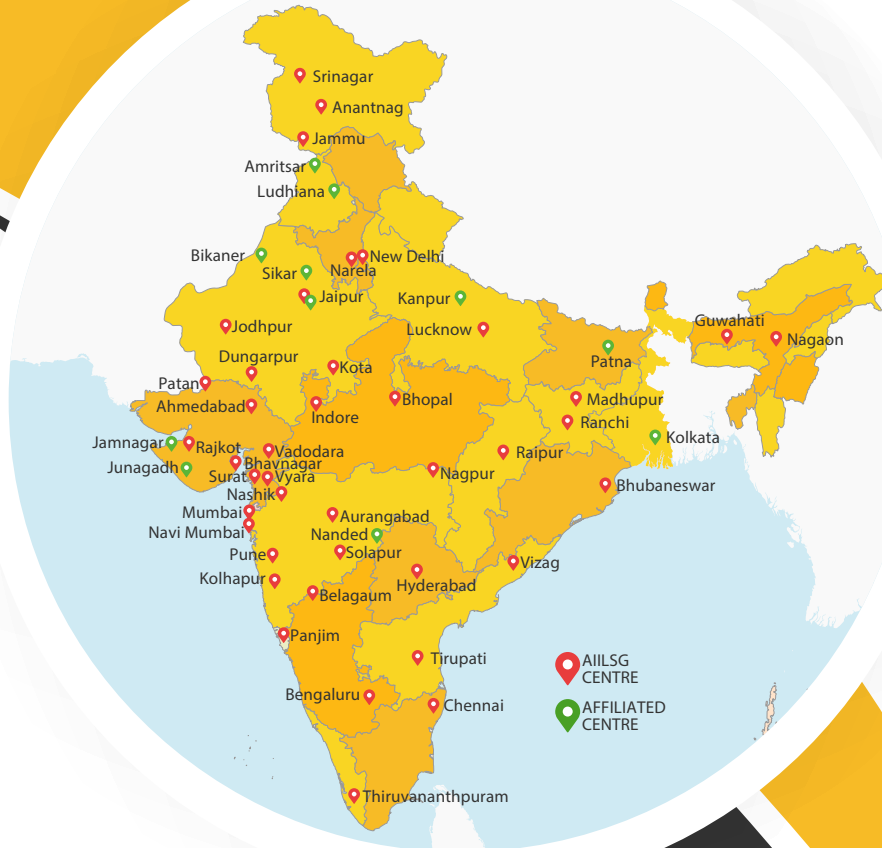 Srinagar
Anantnag
Jammu
Amritsar
Ludhiana
Bikaner
New Delhi
Narela
Sikar
Jaipur
Kanpur
Guwahati
Jodhpur
Lucknow
Nagaon
Dungarpur
Patna
Kota
Patan
Ahmedabad
Indore
Bhopal
Madhupur
Ranchi
Jamnagar
Rajkot
Vadodara
Raipur
Kolkata
Junagadh
Bhavnagar
Surat
Vyara
Nagpur
Bhubaneswar
Nashik
Mumbai
Aurangabad
Navi Mumbai
Nanded
Pune
Solapur
Vizag
Kolhapur
Hyderabad
Belagaum
Panjim
Tirupati
AIILSG
CENTRE
Bengaluru
Chennai
AFFILIATED
CENTRE
Thiruvananthpuram